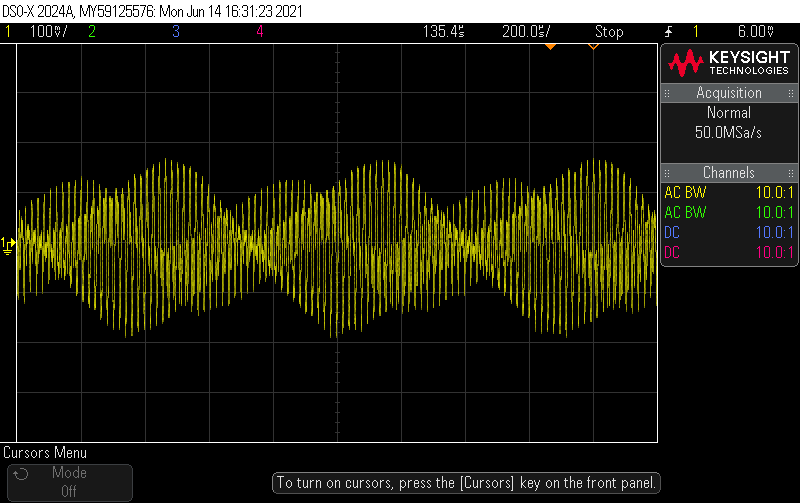 DSO-X 2024A, MY59125576: Mon Jun 14 16:31:23 2021
1 100V/ 2 3 4 135.4s 200.0s/ Stop 1 6.00V
KEYSIGHT
TECHNOLOGIES
Acquisition
Normal
50.0MSa/s
Channels
AC BW 10.0:1
AC BW 10.0:1
DC 10.0:1
DC 10.0:1
1
Cursors Menu
Mode
Off
To turn on cursors, press the [Cursors] key on the front panel.